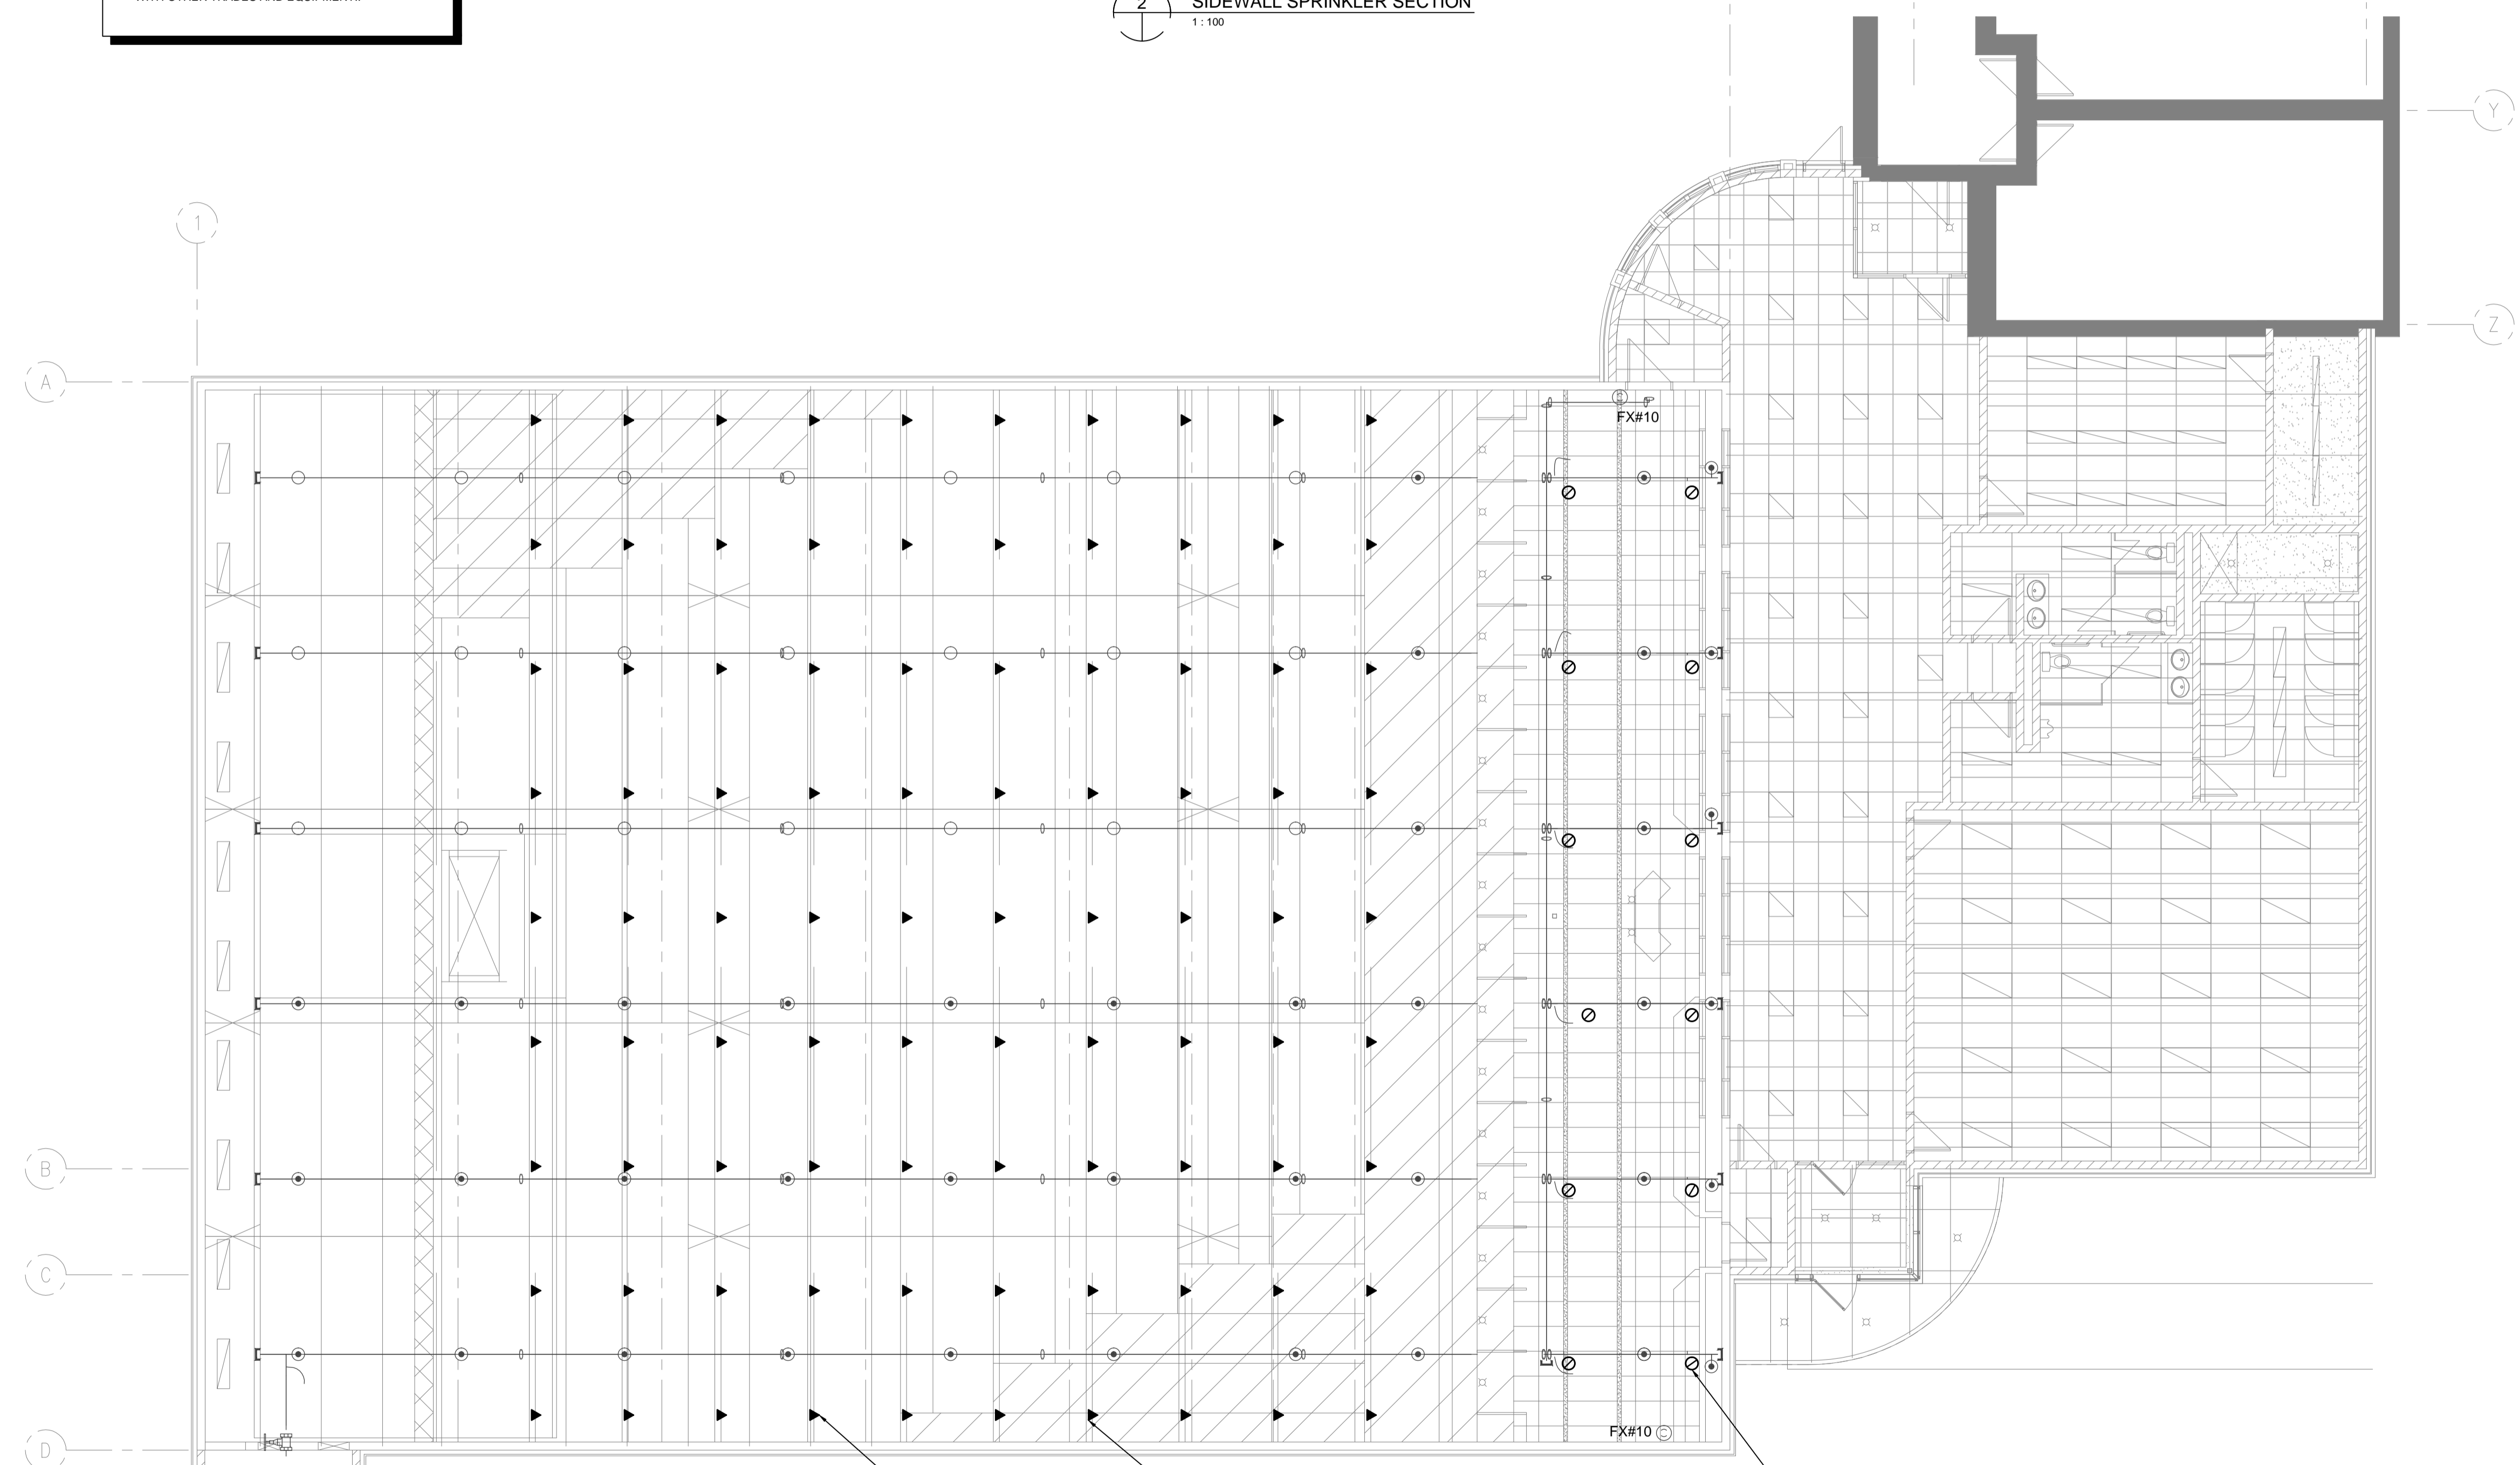 2
SIDEWALL SPRINKLER SECTION
1 : 100
Y
1
Z
A
FX#10
B
C
FX#10
D